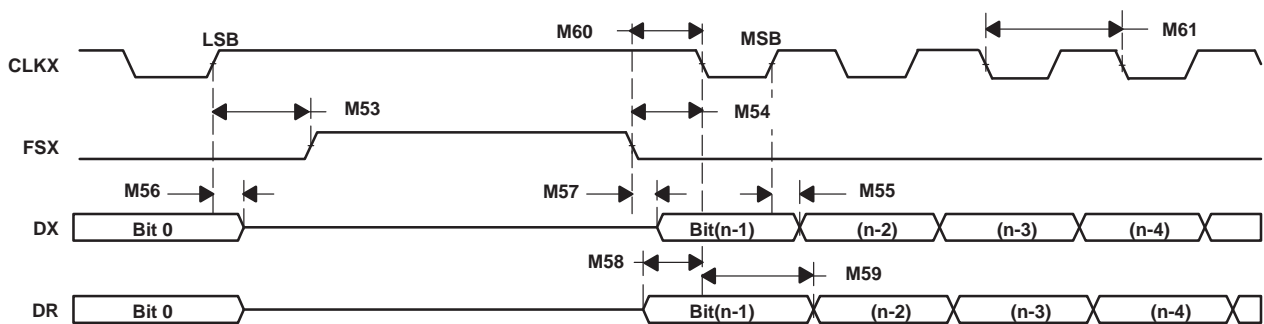 LSB M60 MSB M61
CLKX
M53 M54
FSX
M56 M57 M55
DX Bit 0 Bit(n-1) (n-2) (n-3) (n-4)
M58 M59
DR Bit 0 Bit(n-1) (n-2) (n-3) (n-4)